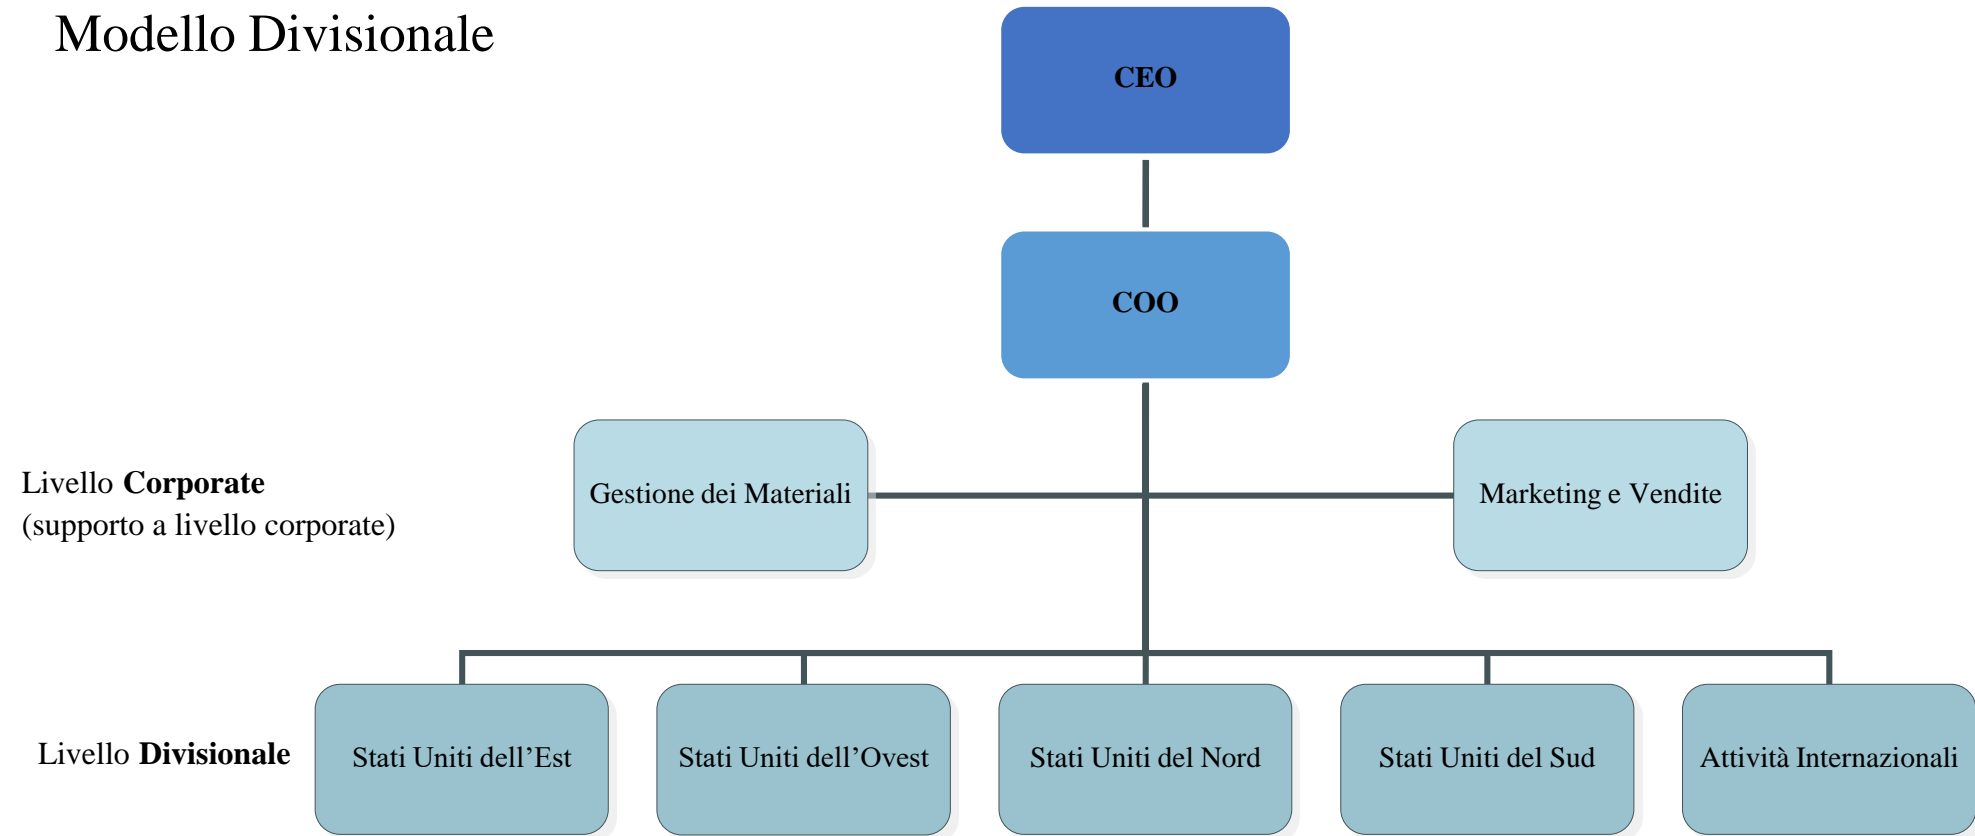 Modello Divisionale
CEO
COO
Livello Corporate
(supporto a livello corporate)
Gestione dei Materiali
Marketing e Vendite
Livello Divisionale
Stati Uniti dell’Est
Stati Uniti dell’Ovest
Stati Uniti del Nord
Stati Uniti del Sud
Attività Internazionali